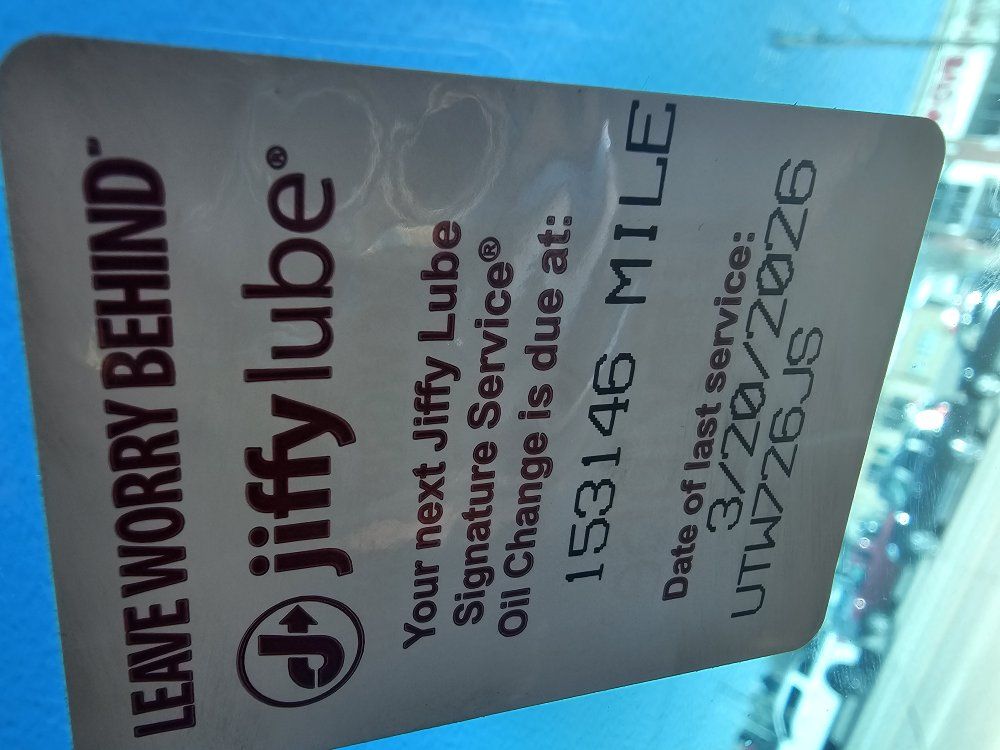 LEAVE WORRY BEHIND℠
jiffy lube®
Your next Jiffy Lube
Signature Service®
Oil Change is due at:
153146 MILE
Date of last service:
3/20/2026
UTW726JS